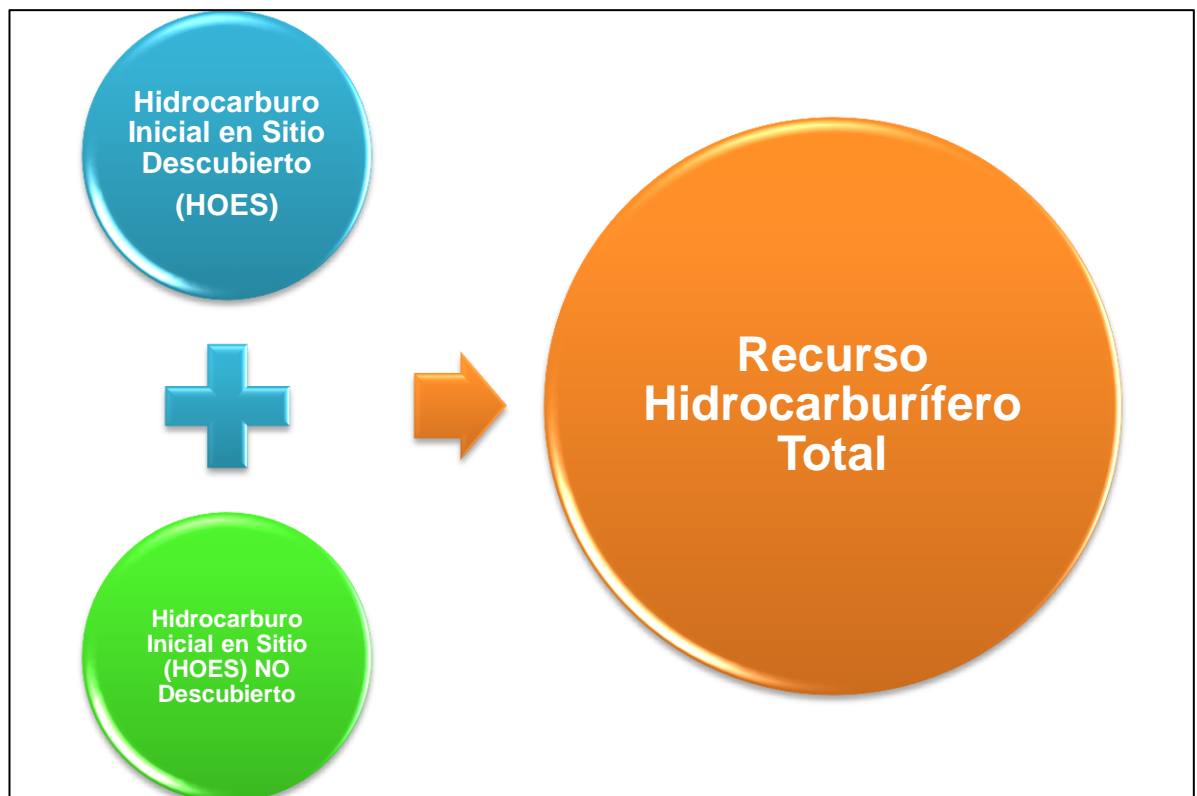 Hidrocarburo
Inicial en Sitio
Descubierto
(HOES)
Hidrocarburo
Inicial en Sitio
(HOES) NO
Descubierto
Recurso
Hidrocarburífero
Total